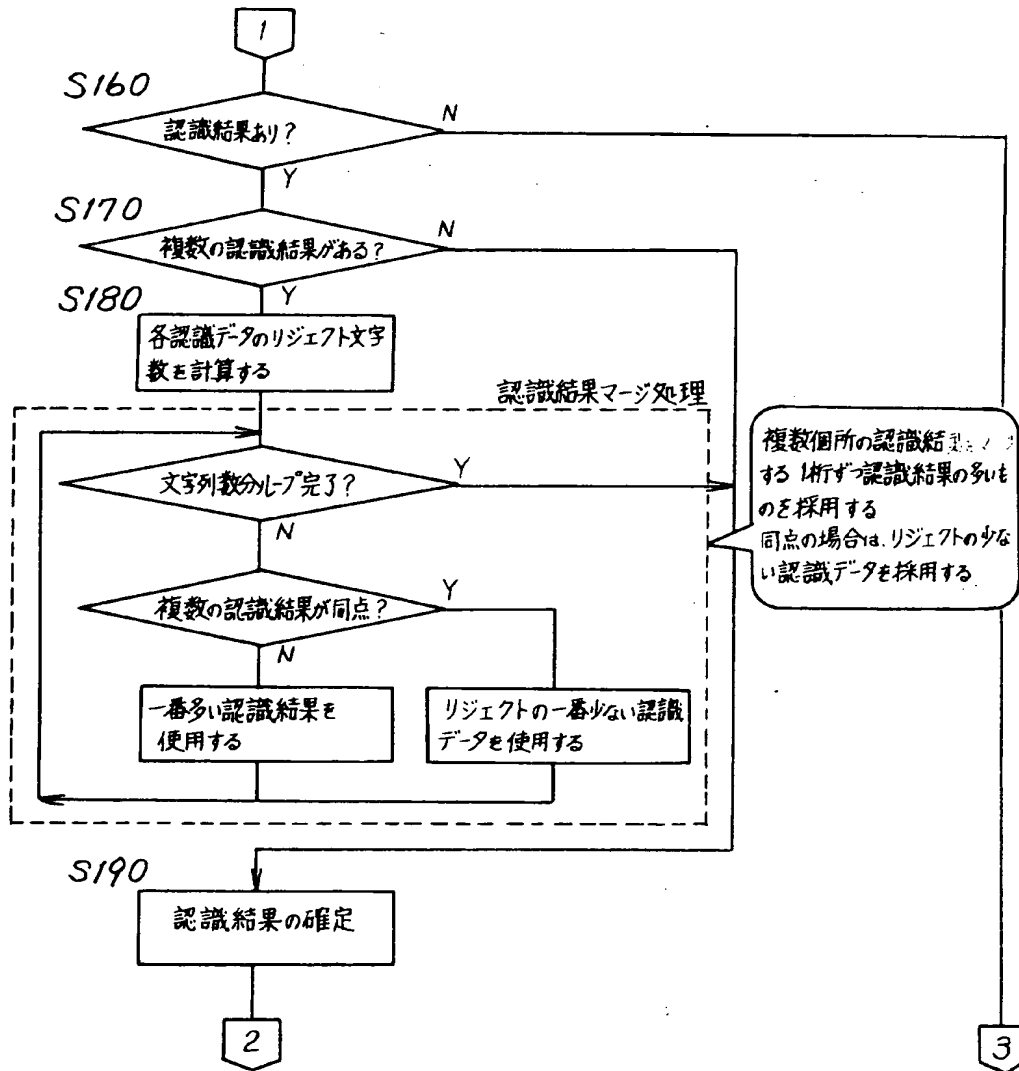 1
S160
認識結果あり?
N
Y
S170
複数の認識結果がある?
N
Y
S180
各認識データのリジェクト文字
数を計算する
認識結果マージ処理
文字列数分ループ完了?
Y
N
複数の認識結果が同点?
Y
N
一番多い認識結果を
使用する
リジェクトの一番少ない認識
データを使用する
複数個所の認識結
する 1桁ずつ認識結果の多いも
のを採用する
同点の場合は、リジェクトの少な
い認識データを採用する
S190
認識結果の確定
2
3